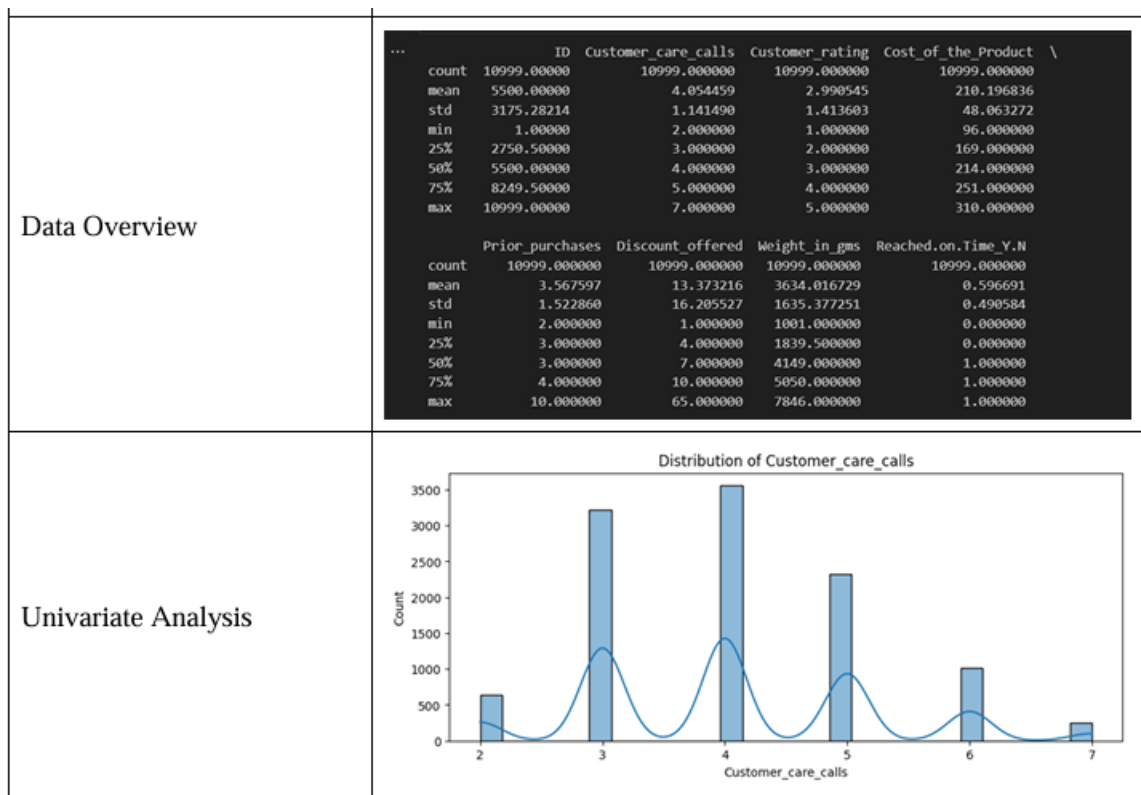 Data Overview
... ID Customer_care_calls Customer_rating Cost_of_the_Product \
count 10999.00000 10999.000000 10999.000000 10999.000000
mean 5500.00000 4.054459 2.990545 210.196836
std 3175.28214 1.141490 1.413603 48.063272
min 1.00000 2.000000 1.000000 96.000000
25% 2750.50000 3.000000 2.000000 169.000000
50% 5500.00000 4.000000 3.000000 214.000000
75% 8249.50000 5.000000 4.000000 251.000000
max 10999.00000 7.000000 5.000000 310.000000
Prior_purchases Discount_offered Weight_in_gms Reached.on.Time_Y.N
count 10999.000000 10999.000000 10999.000000 10999.000000
mean 3.567597 13.373216 3634.016729 0.596691
std 1.522860 16.205527 1635.377251 0.490584
min 2.000000 1.000000 1001.000000 0.000000
25% 3.000000 4.000000 1839.500000 0.000000
50% 3.000000 7.000000 4149.000000 1.000000
75% 4.000000 10.000000 5050.000000 1.000000
max 10.000000 65.000000 7846.000000 1.000000
Univariate Analysis
Distribution of Customer_care_calls
3500
3000
2500
2000
1500
1000
500
0
Count
2 3 4 5 6 7
Customer_care_calls